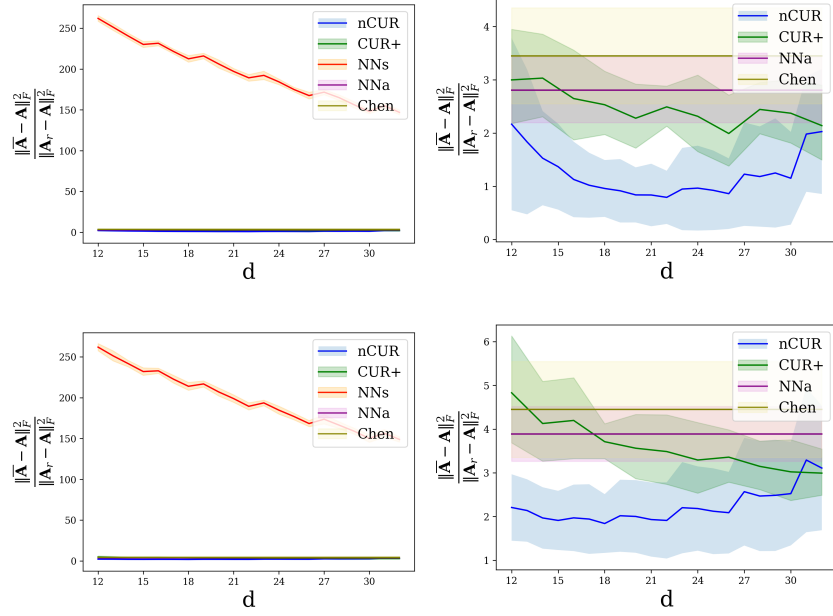 ‖A̅ − A‖²_F
‖A_r − A‖²_F
250
200
150
100
50
0
12 15 18 21 24 27 30
d
nCUR
CUR+
NNs
NNa
Chen
‖A̅ − A‖²_F
‖A_r − A‖²_F
4
3
2
1
0
12 15 18 21 24 27 30
d
nCUR
CUR+
NNa
Chen
‖A̅ − A‖²_F
‖A_r − A‖²_F
250
200
150
100
50
0
12 15 18 21 24 27 30
d
nCUR
CUR+
NNs
NNa
Chen
‖A̅ − A‖²_F
‖A_r − A‖²_F
6
5
4
3
2
1
12 15 18 21 24 27 30
d
nCUR
CUR+
NNa
Chen